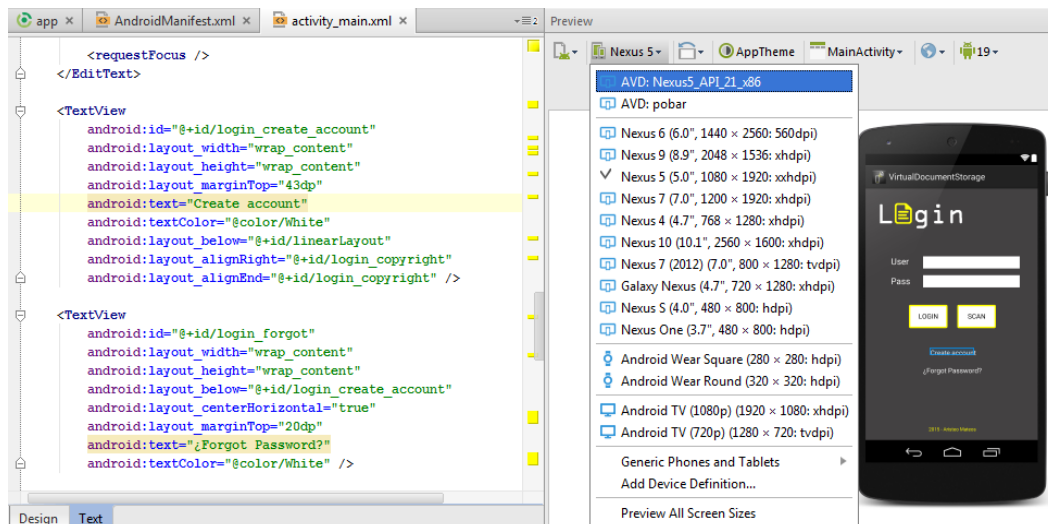 app × AndroidManifest.xml × activity_main.xml × 2
<requestFocus />
</EditText>
<TextView
android:id="@+id/login_create_account"
android:layout_width="wrap_content"
android:layout_height="wrap_content"
android:layout_marginTop="43dp"
android:text="Create account"
android:textColor="@color/White"
android:layout_below="@+id/linearLayout"
android:layout_alignRight="@+id/login_copyright"
android:layout_alignEnd="@+id/login_copyright" />
<TextView
android:id="@+id/login_forgot"
android:layout_width="wrap_content"
android:layout_height="wrap_content"
android:layout_below="@+id/login_create_account"
android:layout_centerHorizontal="true"
android:layout_marginTop="20dp"
android:text="¿Forgot Password?"
android:textColor="@color/White" />
Design Text
Preview
Nexus 5 AppTheme MainActivity 19
AVD: Nexus5_API_21_x86
AVD: pobar
Nexus 6 (6.0", 1440 × 2560: 560dpi)
Nexus 9 (8.9", 2048 × 1536: xhdpi)
Nexus 5 (5.0", 1080 × 1920: xxhdpi)
Nexus 7 (7.0", 1200 × 1920: xhdpi)
Nexus 4 (4.7", 768 × 1280: xhdpi)
Nexus 10 (10.1", 2560 × 1600: xhdpi)
Nexus 7 (2012) (7.0", 800 × 1280: tvdpi)
Galaxy Nexus (4.7", 720 × 1280: xhdpi)
Nexus S (4.0", 480 × 800: hdpi)
Nexus One (3.7", 480 × 800: hdpi)
Android Wear Square (280 × 280: hdpi)
Android Wear Round (320 × 320: hdpi)
Android TV (1080p) (1920 × 1080: xhdpi)
Android TV (720p) (1280 × 720: tvdpi)
Generic Phones and Tablets
Add Device Definition...
Preview All Screen Sizes
VirtualDocumentStorage
Login
User
Pass
LOGIN SCAN
Create account
¿Forgot Password?